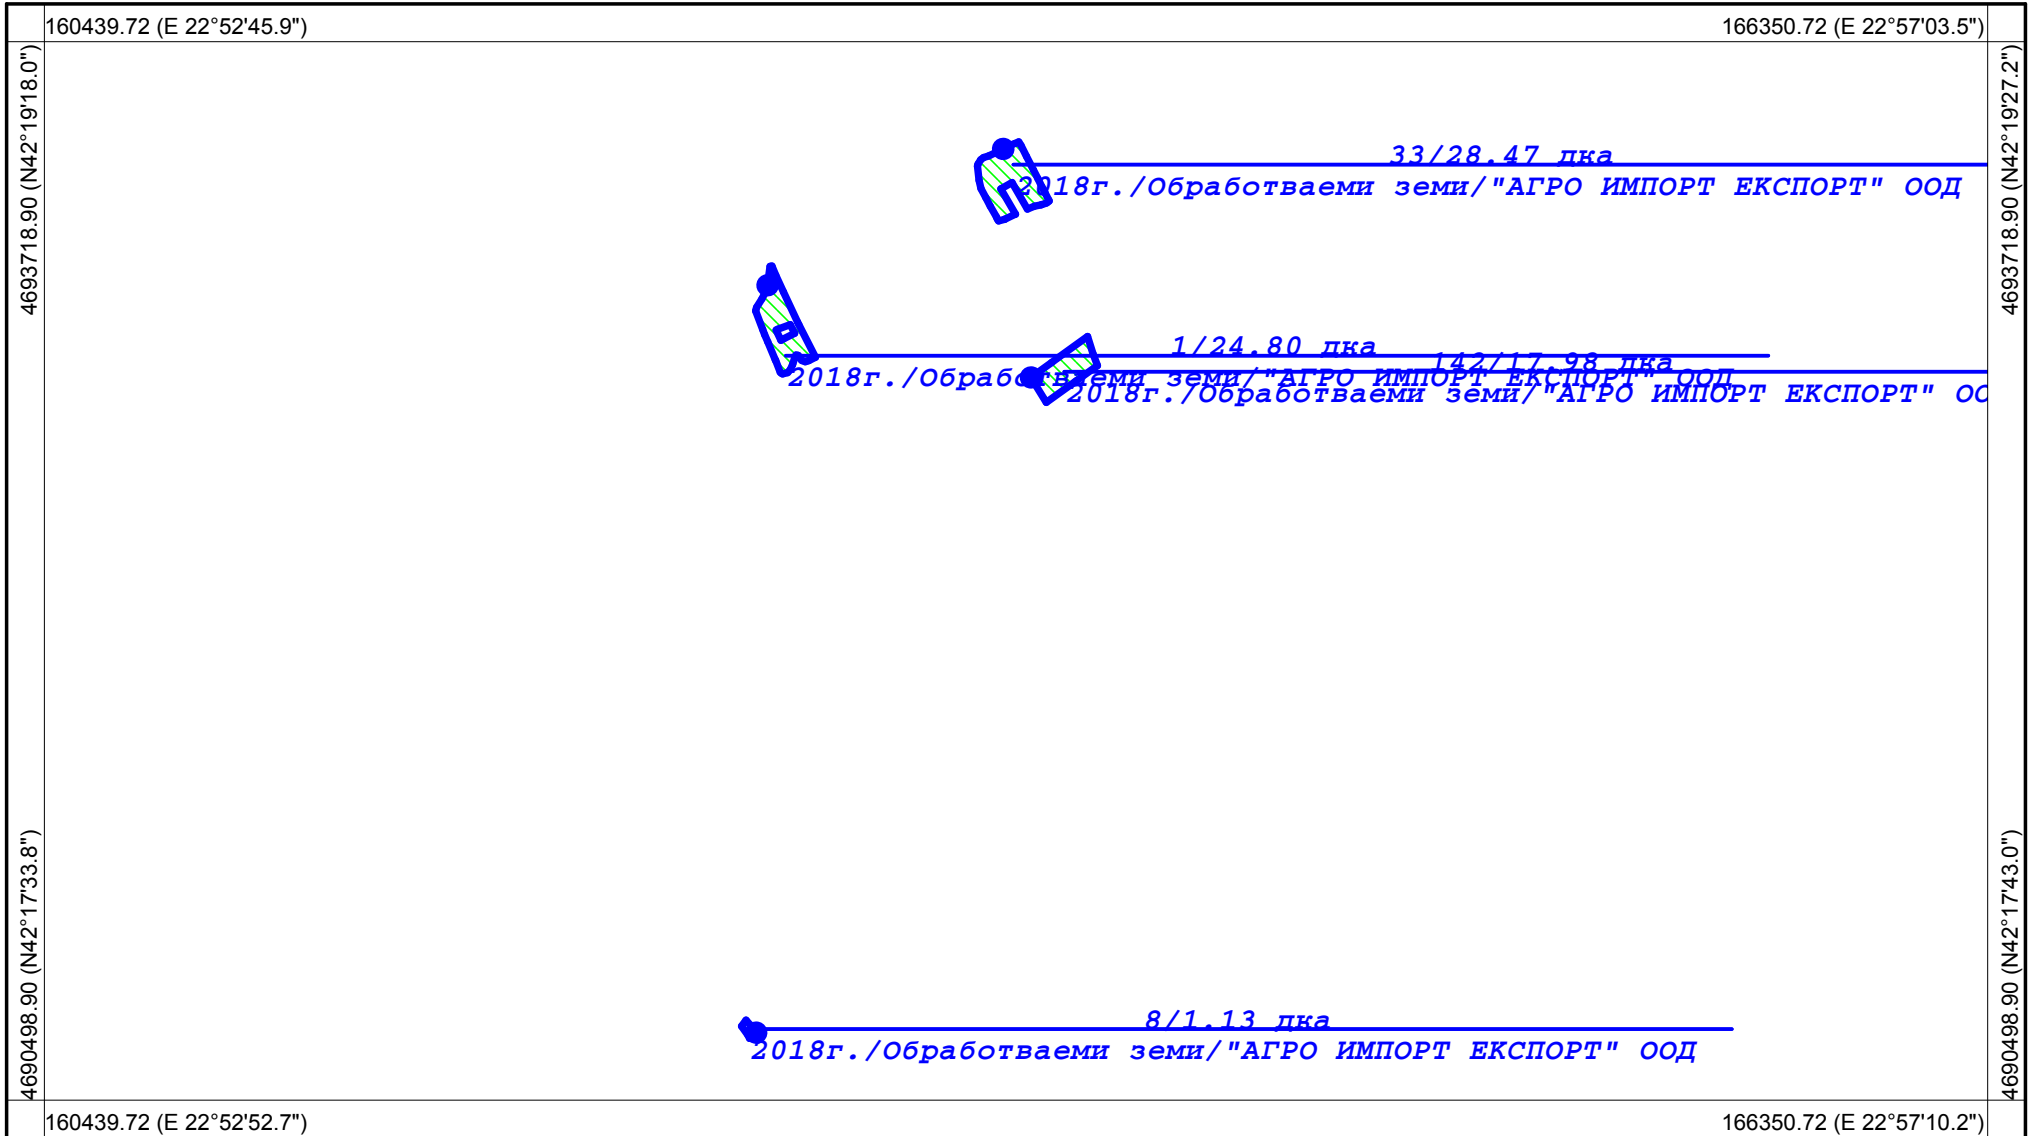 160439.72 (E 22°52'45.9")
166350.72 (E 22°57'03.5")
4693718.90 (N42°19'18.0")
4693718.90 (N42°19'27.2")
33/28.47 дка
2018г./Обработваеми земи/"АГРО ИМПОРТ ЕКСПОРТ" ООД
1/24.80 дка
2018г./Обработваеми земи/"АГРО ИМПОРТ ЕКСПОРТ" ООД
142/17.98 дка
2018г./Обработваеми земи/"АГРО ИМПОРТ ЕКСПОРТ" ОО
4690498.90 (N42°17'33.8")
4690498.90 (N42°17'43.0")
8/1.13 дка
2018г./Обработваеми земи/"АГРО ИМПОРТ ЕКСПОРТ" ООД
160439.72 (E 22°52'52.7")
166350.72 (E 22°57'10.2")